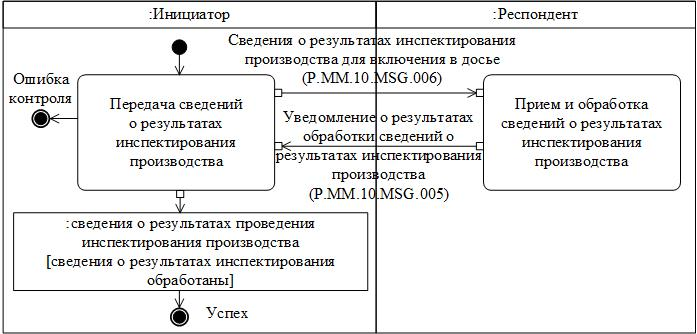 :Инициатор
:Респондент
Сведения о результатах инспектирования
производства для включения в досье
(P.MM.10.MSG.006)
Ошибка
контроля
Передача сведений
о результатах
инспектирования
производства
Уведомление о результатах
обработки сведений о
результатах инспектирования
производства
(P.MM.10.MSG.005)
Прием и обработка
сведений о результатах
инспектирования
производства
:сведения о результатах проведения
инспектирования производства
[сведения о результатах инспектирования
обработаны]
Успех